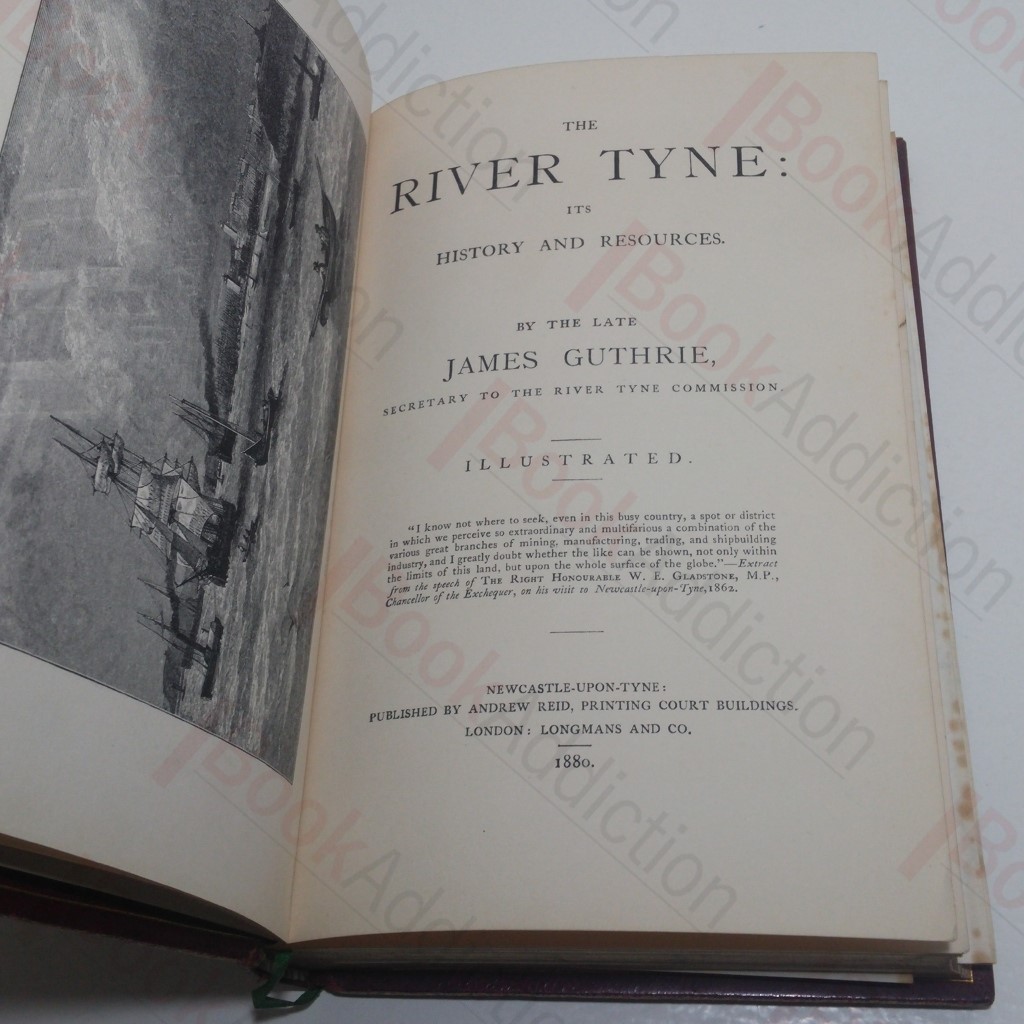 THE
RIVER TYNE:
ITS
HISTORY AND RESOURCES.
BY THE LATE
JAMES GUTHRIE,
SECRETARY TO THE RIVER TYNE COMMISSION.
ILLUSTRATED.
"I know not where to seek, even in this busy country, a spot or district
in which we perceive so extraordinary and multifarious a combination of the
various great branches of mining, manufacturing, trading, and shipbuilding
industry, and I greatly doubt whether the like can be shown, not only within
the limits of this land, but upon the whole surface of the globe."—Extract
from the speech of THE RIGHT HONOURABLE W. E. GLADSTONE, M.P.,
Chancellor of the Exchequer, on his visit to Newcastle-upon-Tyne, 1862.
NEWCASTLE-UPON-TYNE:
PUBLISHED BY ANDREW REID, PRINTING COURT BUILDINGS.
LONDON: LONGMANS AND CO.
1880.
BookAddiction
BookAddiction
BookAddiction
BookAddiction
BookAddiction